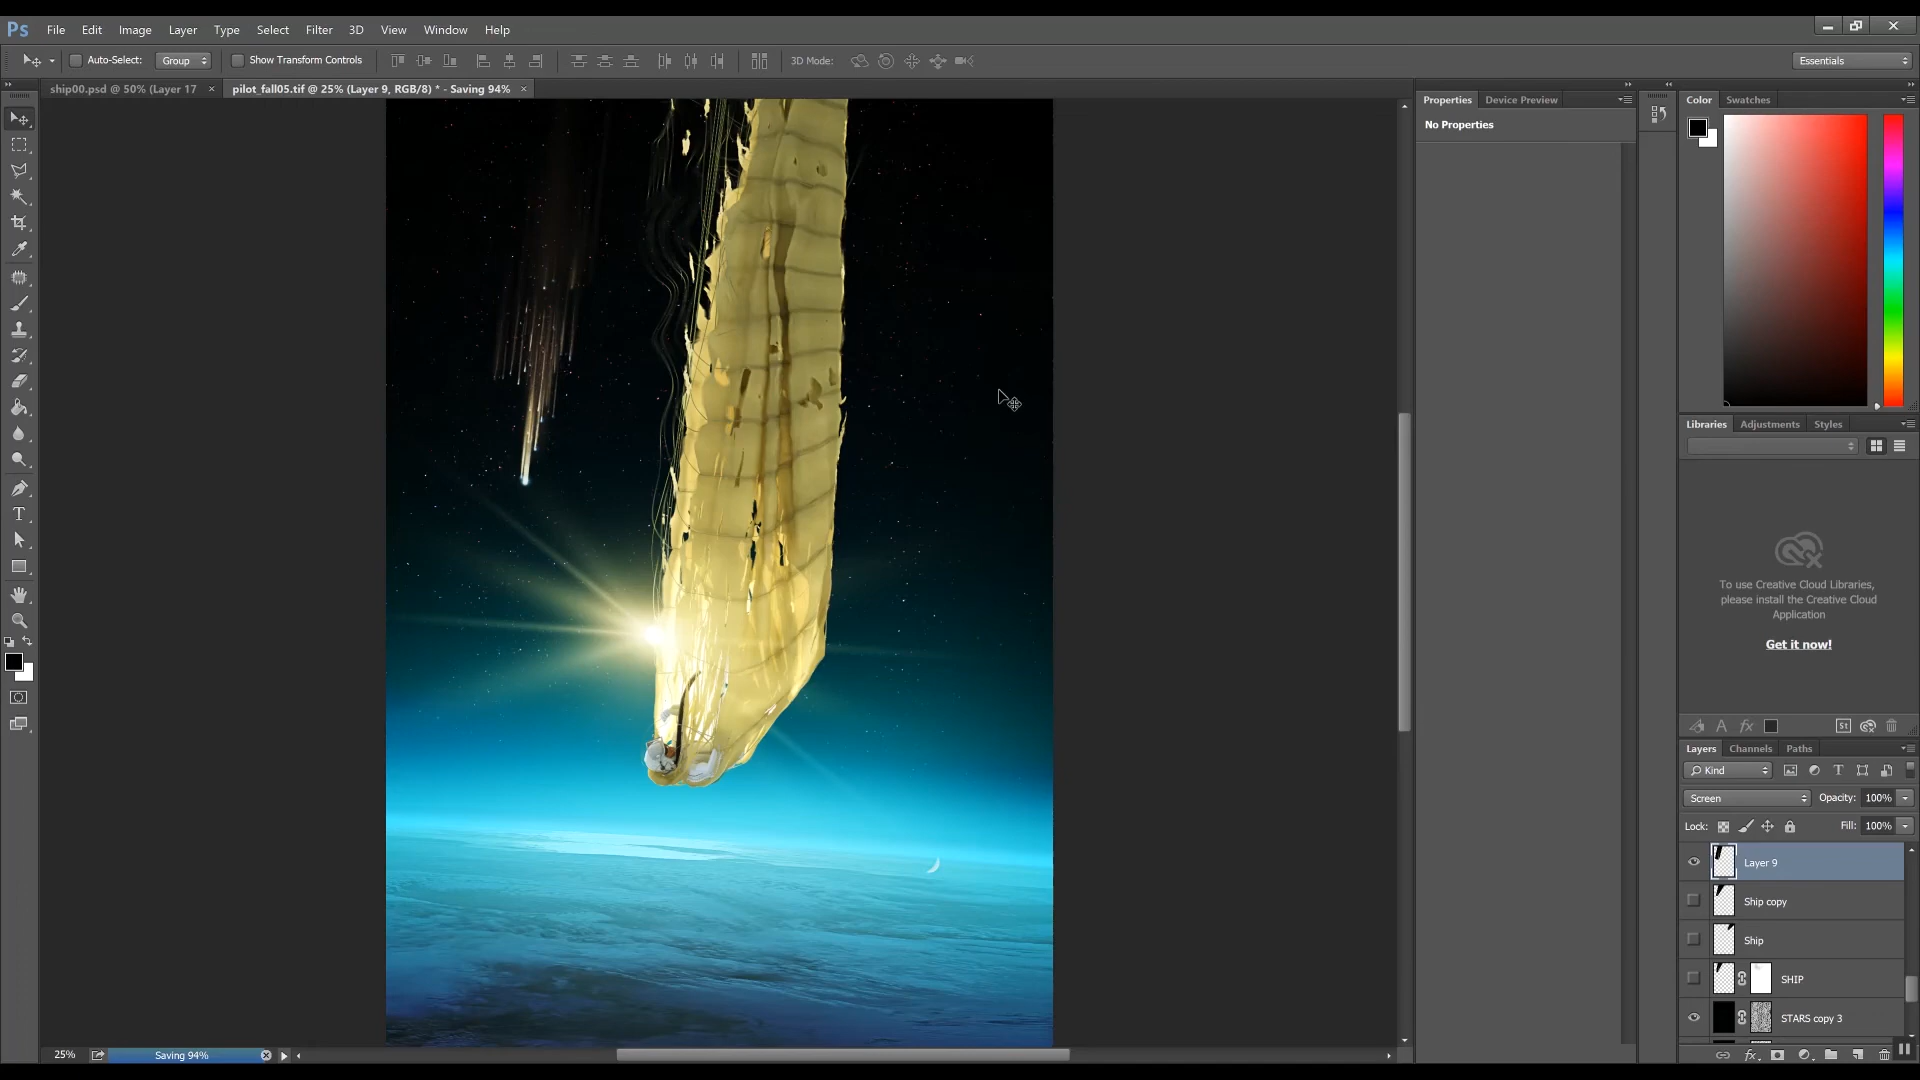 Ps File Edit Image Layer Type Select Filter 3D View Window Help
Auto-Select: Group Show Transform Controls 3D Mode: Essentials
ship00.psd @ 50% (Layer 17 × pilot_fall05.tif @ 25% (Layer 9, RGB/8) * - Saving 94% ×
Properties Device Preview
No Properties
Color Swatches
Libraries Adjustments Styles
To use Creative Cloud Libraries,
please install the Creative Cloud
Application
Get it now!
St
Layers Channels Paths
Kind
Screen Opacity: 100%
Lock: Fill: 100%
Layer 9
Ship copy
Ship
SHIP
STARS copy 3
25% Saving 94%